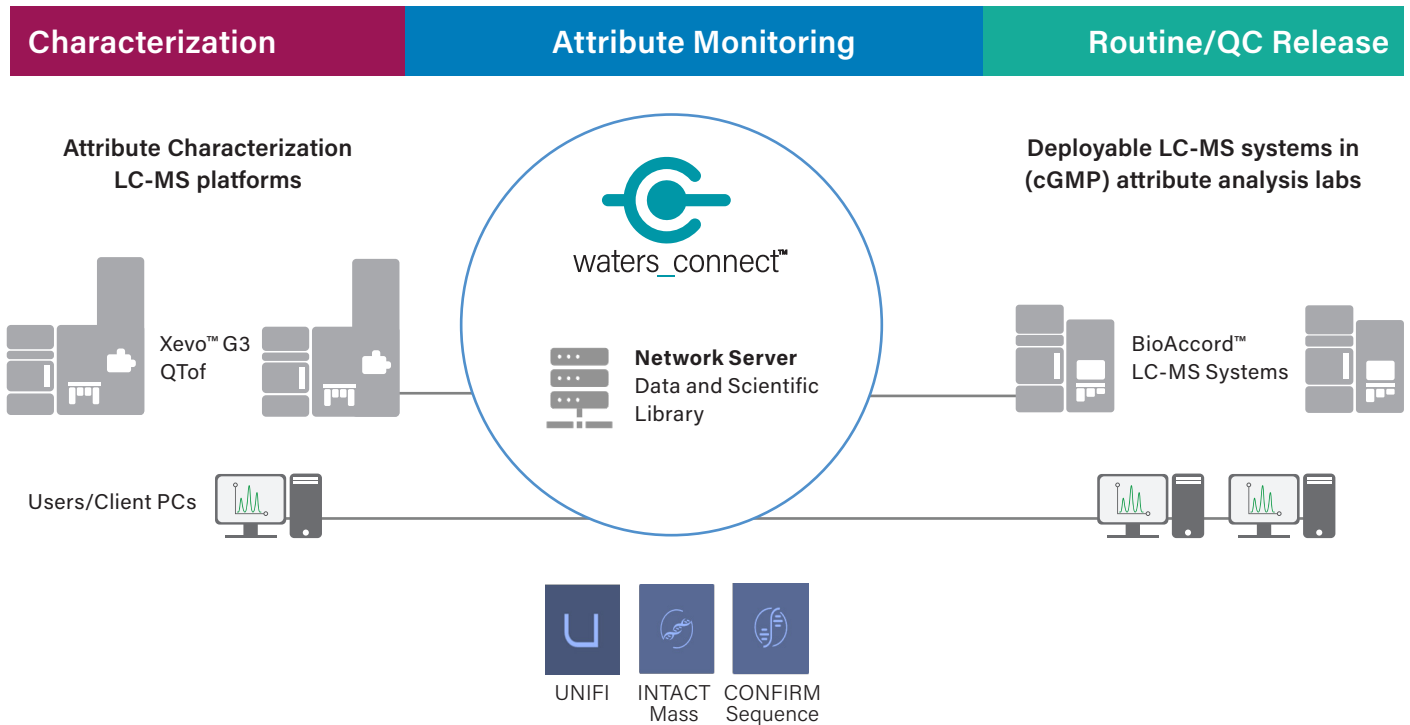 Characterization
Attribute Monitoring
Routine/QC Release
Attribute Characterization
LC-MS platforms
Deployable LC-MS systems in
(cGMP) attribute analysis labs
waters_connect™
Xevo™ G3
QTof
Network Server
Data and Scientific
Library
BioAccord™
LC-MS Systems
Users/Client PCs
UNIFI
INTACT
Mass
CONFIRM
Sequence